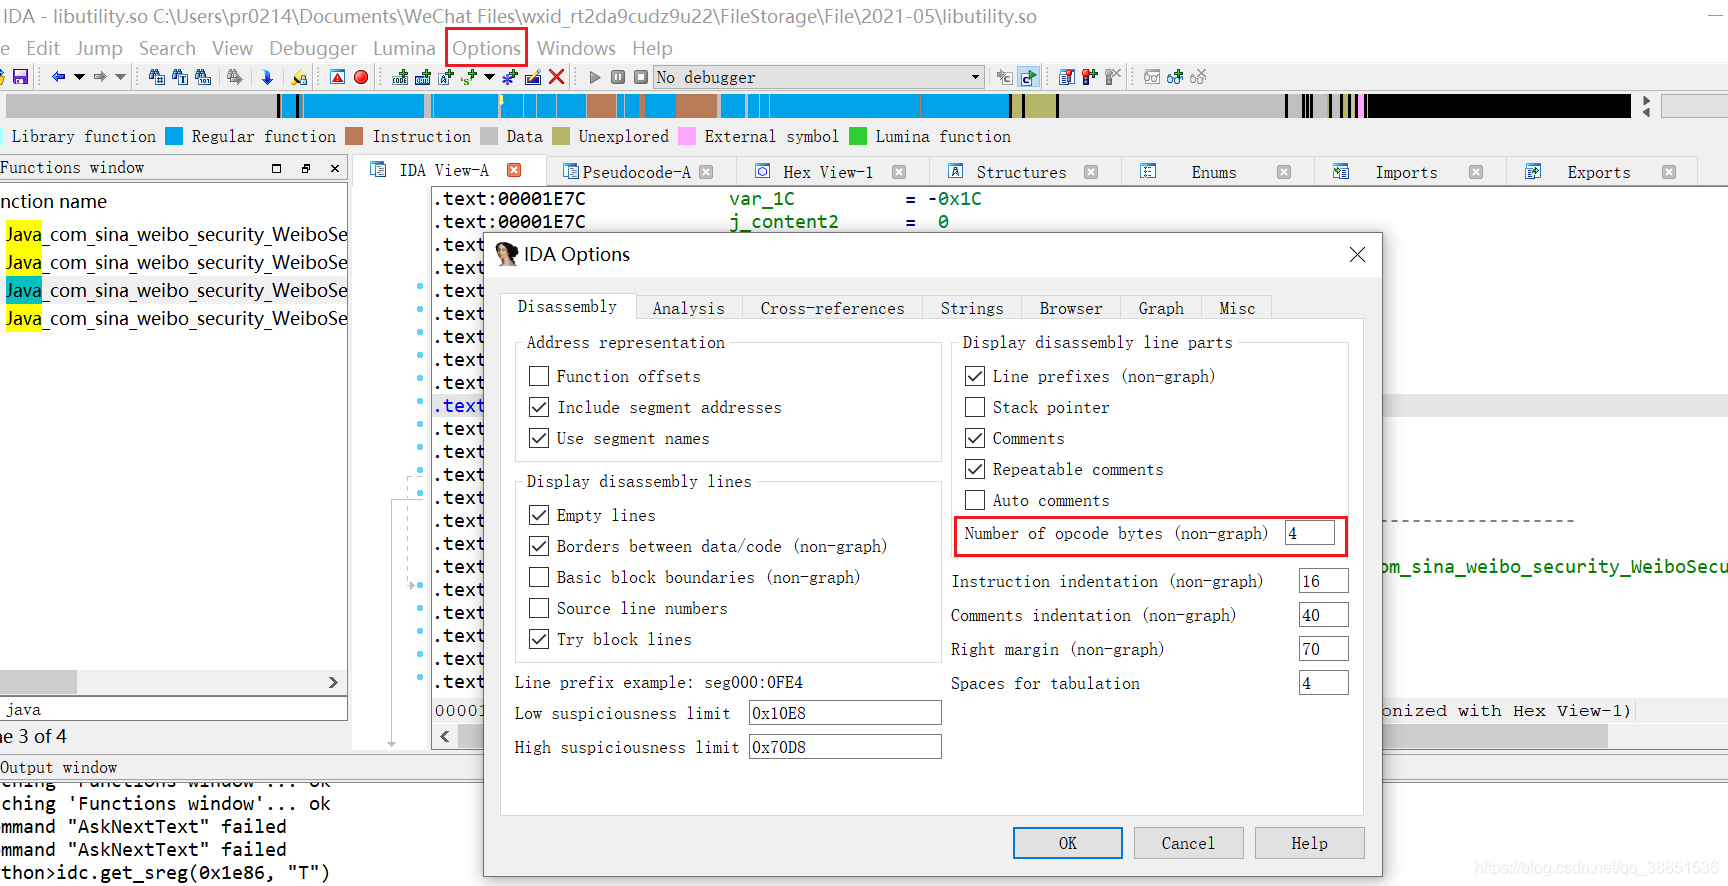 IDA - libutility.so C:\Users\pr0214\Documents\WeChat Files\wxid_rt2da9cudz9u22\FileStorage\File\2021-05\libutility.so
e Edit Jump Search View Debugger Lumina Options Windows Help
No debugger
Library function Regular function Instruction Data Unexplored External symbol Lumina function
Functions window
IDA View-A Pseudocode-A Hex View-1 Structures Enums Imports Exports
nction name
Java_com_sina_weibo_security_WeiboSe
Java_com_sina_weibo_security_WeiboSe
Java_com_sina_weibo_security_WeiboSe
Java_com_sina_weibo_security_WeiboSe
java
ne 3 of 4
.text:00001E7C var_1C = -0x1C
.text:00001E7C j_content2 = 0
.text
.text
.text
.text
.text
.text
.text
.text
.text
.text
.text
.text
.text
.text
.text ------------------
.text
.text om_sina_weibo_security_WeiboSecu
.text
.text
.text
.text
.text
00001 onized with Hex View-1)
IDA Options
Disassembly Analysis Cross-references Strings Browser Graph Misc
Address representation
Function offsets
Include segment addresses
Use segment names
Display disassembly lines
Empty lines
Borders between data/code (non-graph)
Basic block boundaries (non-graph)
Source line numbers
Try block lines
Line prefix example: seg000:0FE4
Low suspiciousness limit 0x10E8
High suspiciousness limit 0x70D8
Display disassembly line parts
Line prefixes (non-graph)
Stack pointer
Comments
Repeatable comments
Auto comments
Number of opcode bytes (non-graph) 4
Instruction indentation (non-graph) 16
Comments indentation (non-graph) 40
Right margin (non-graph) 70
Spaces for tabulation 4
OK Cancel Help
Output window
ching 'Functions window'... ok
ching 'Functions window'... ok
ommand "AskNextText" failed
ommand "AskNextText" failed
thon>idc.get_sreg(0x1e86, "T")
https://blog.csdn.net/qq_38851536